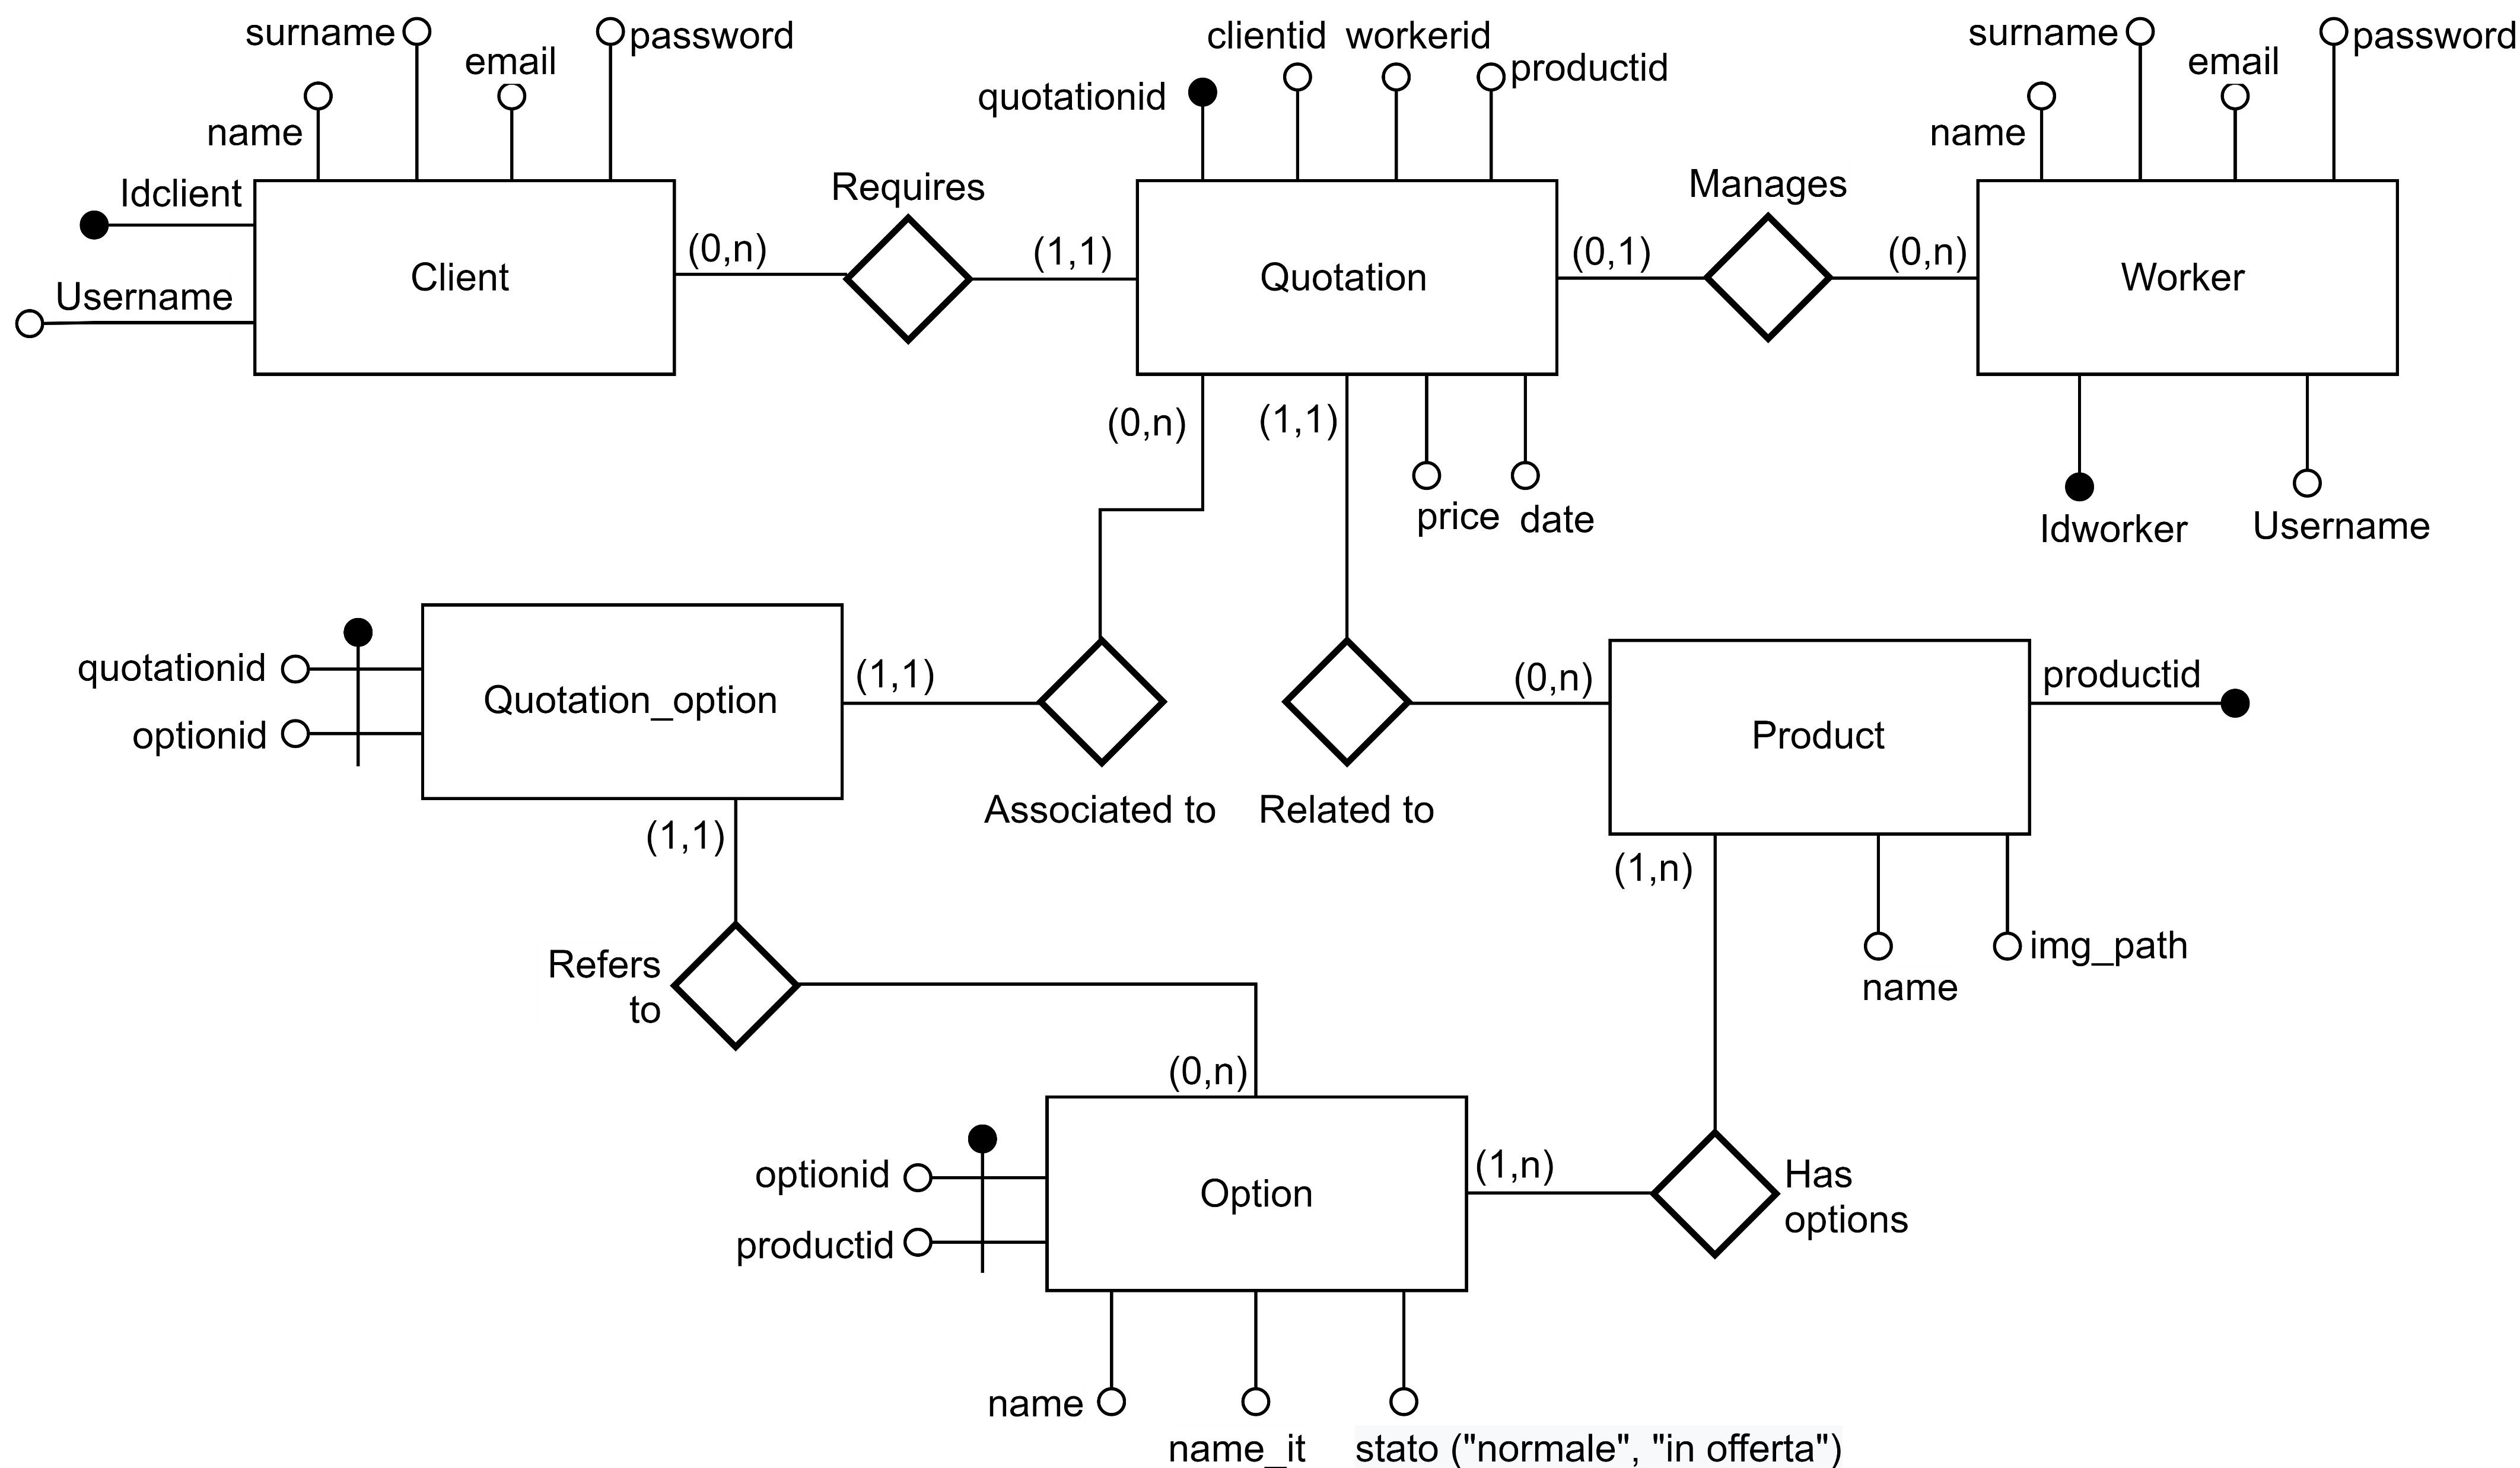 surname
password
email
name
Idclient
Username
Client
(0,n)
Requires
(1,1)
clientid
workerid
productid
quotationid
Quotation
(0,1)
Manages
(0,n)
surname
password
email
name
Worker
Idworker
Username
(0,n)
(1,1)
price
date
quotationid
optionid
Quotation_option
(1,1)
Associated to
Related to
(0,n)
Product
productid
(1,1)
Refers
to
(1,n)
name
img_path
(0,n)
optionid
productid
Option
(1,n)
Has
options
name
name_it
stato ("normale", "in offerta")